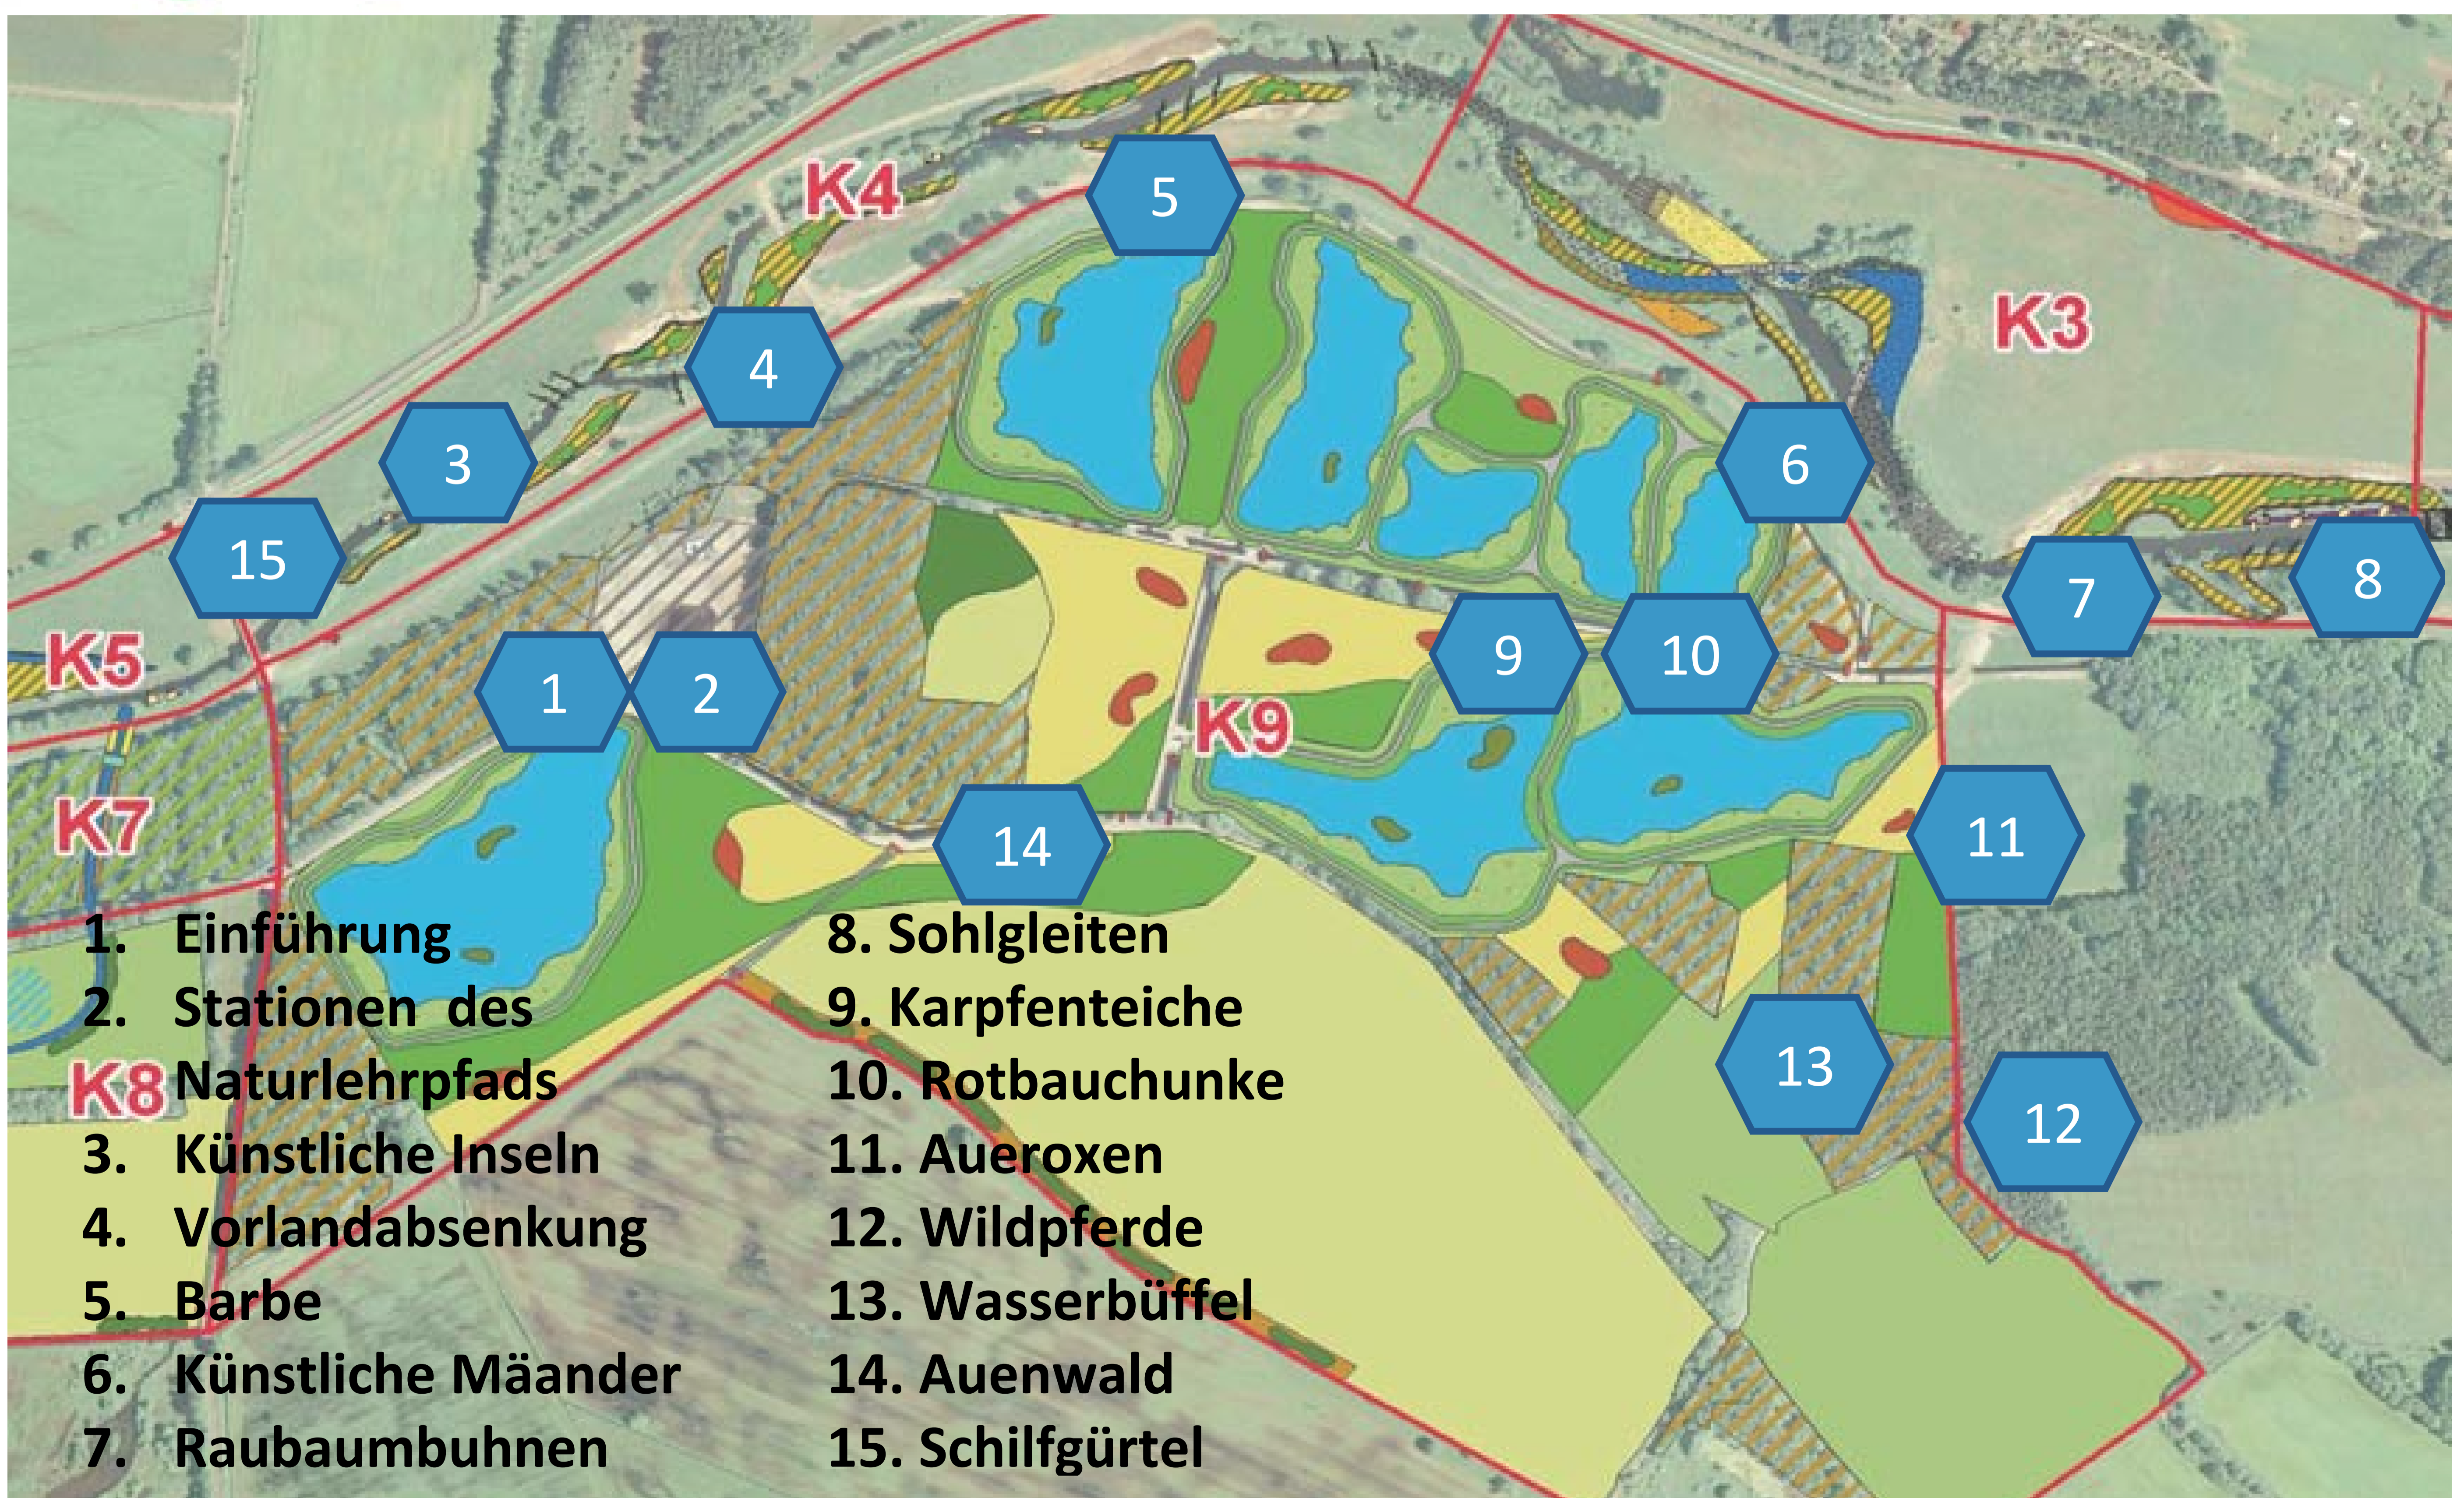 K4
5
K3
4
3
6
15
7
8
K5
1
2
9
10
K9
K7
14
11
13
K8
12
1. Einführung
2. Stationen des
Naturlehrpfads
3. Künstliche Inseln
4. Vorlandabsenkung
5. Barbe
6. Künstliche Mäander
7. Raubaumbuhnen
8. Sohlgleiten
9. Karpfenteiche
10. Rotbauchunke
11. Aueroxen
12. Wildpferde
13. Wasserbüffel
14. Auenwald
15. Schilfgürtel